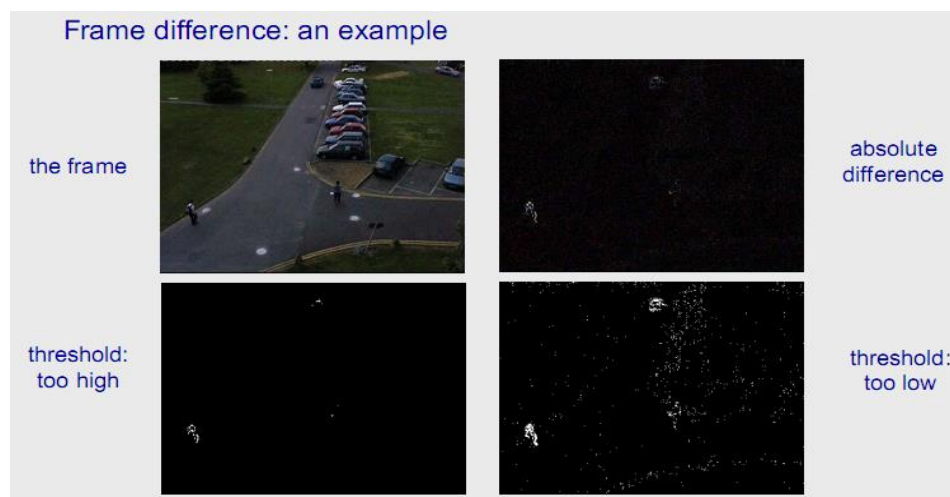 Frame difference: an example
the frame
absolute
difference
threshold:
too high
threshold:
too low